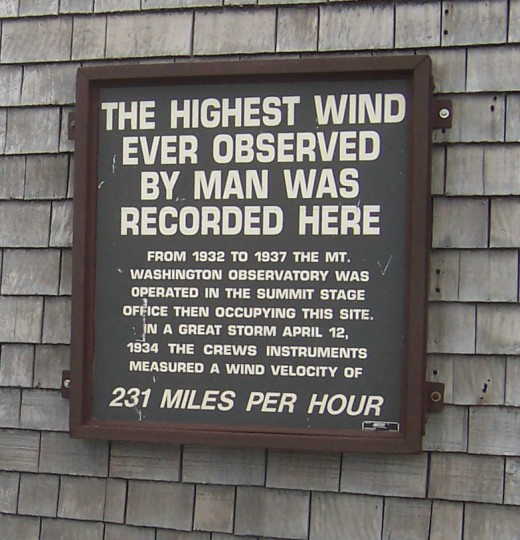 THE HIGHEST WIND
EVER OBSERVED
BY MAN WAS
RECORDED HERE
FROM 1932 TO 1937 THE MT.
WASHINGTON OBSERVATORY WAS
OPERATED IN THE SUMMIT STAGE
OFFICE THEN OCCUPYING THIS SITE.
IN A GREAT STORM APRIL 12,
1934 THE CREWS INSTRUMENTS
MEASURED A WIND VELOCITY OF
231 MILES PER HOUR